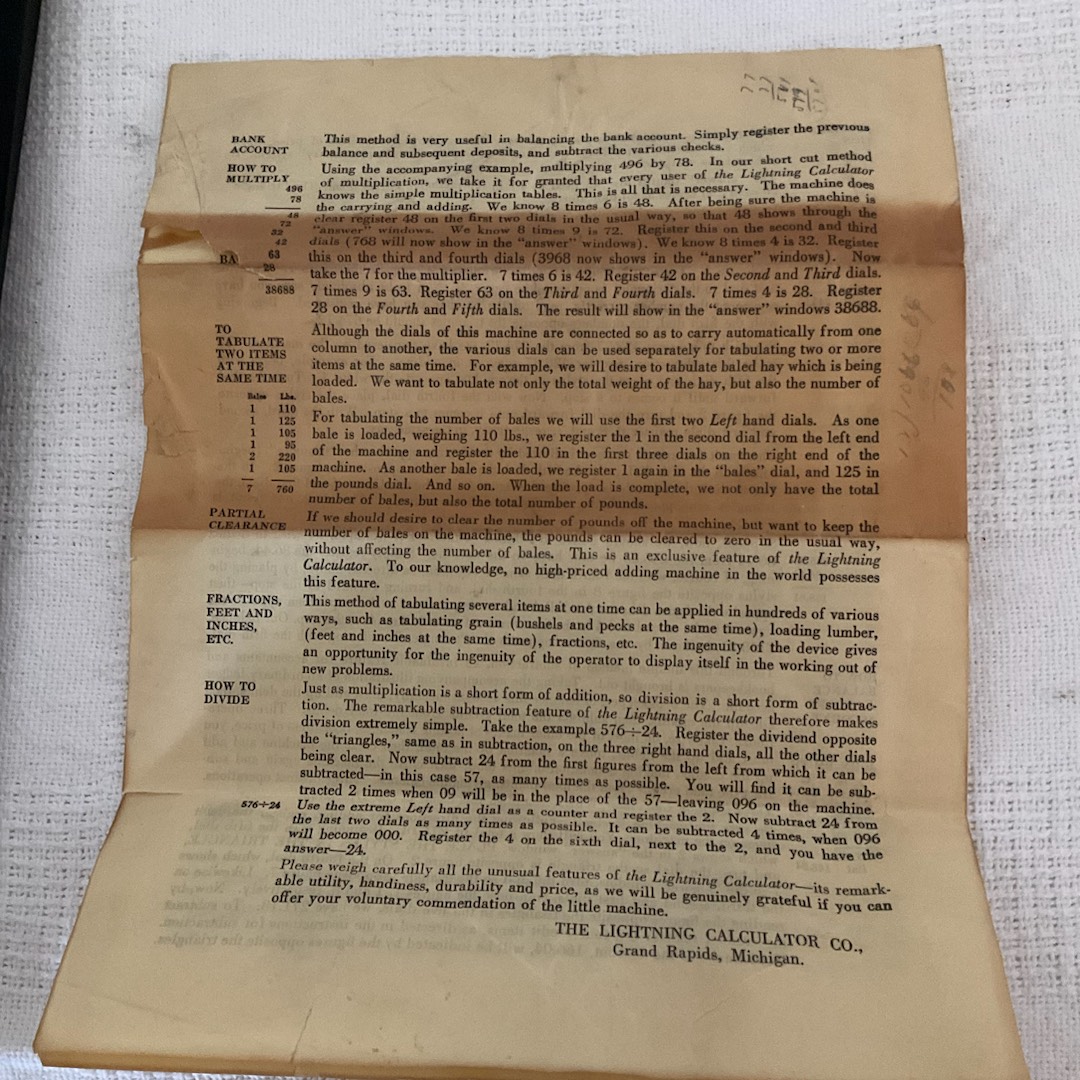 BANK
ACCOUNT
This method is very useful in balancing the bank account. Simply register the previous
balance and subsequent deposits, and subtract the various checks.
HOW TO
MULTIPLY
496
78
48
72
32
42
63
28
38688
Using the accompanying example, multiplying 496 by 78. In our short cut method
of multiplication, we take it for granted that every user of the Lightning Calculator
knows the simple multiplication tables. This is all that is necessary. The machine does
the carrying and adding. We know 8 times 6 is 48. After being sure the machine is
clear register 48 on the first two dials in the usual way, so that 48 shows through the
"answer" windows. We know 8 times 9 is 72. Register this on the second and third
dials (768 will now show in the "answer" windows). We know 8 times 4 is 32. Register
this on the third and fourth dials (3968 now shows in the "answer" windows). Now
take the 7 for the multiplier. 7 times 6 is 42. Register 42 on the Second and Third dials.
7 times 9 is 63. Register 63 on the Third and Fourth dials. 7 times 4 is 28. Register
28 on the Fourth and Fifth dials. The result will show in the "answer" windows 38688.
BA
TO
TABULATE
TWO ITEMS
AT THE
SAME TIME
Bales Lbs.
1 110
1 125
1 105
1 95
2 220
1 105
7 760
Although the dials of this machine are connected so as to carry automatically from one
column to another, the various dials can be used separately for tabulating two or more
items at the same time. For example, we will desire to tabulate baled hay which is being
loaded. We want to tabulate not only the total weight of the hay, but also the number of
bales.
For tabulating the number of bales we will use the first two Left hand dials. As one
bale is loaded, weighing 110 lbs., we register the 1 in the second dial from the left end
of the machine and register the 110 in the first three dials on the right end of the
machine. As another bale is loaded, we register 1 again in the "bales" dial, and 125 in
the pounds dial. And so on. When the load is complete, we not only have the total
number of bales, but also the total number of pounds.
PARTIAL
CLEARANCE
If we should desire to clear the number of pounds off the machine, but want to keep the
number of bales on the machine, the pounds can be cleared to zero in the usual way,
without affecting the number of bales. This is an exclusive feature of the Lightning
Calculator. To our knowledge, no high-priced adding machine in the world possesses
this feature.
FRACTIONS,
FEET AND
INCHES,
ETC.
This method of tabulating several items at one time can be applied in hundreds of various
ways, such as tabulating grain (bushels and pecks at the same time), loading lumber,
(feet and inches at the same time), fractions, etc. The ingenuity of the device gives
an opportunity for the ingenuity of the operator to display itself in the working out of
new problems.
HOW TO
DIVIDE
Just as multiplication is a short form of addition, so division is a short form of subtrac-
tion. The remarkable subtraction feature of the Lightning Calculator therefore makes
division extremely simple. Take the example 576÷24. Register the dividend opposite
the "triangles," same as in subtraction, on the three right hand dials, all the other dials
being clear. Now subtract 24 from the first figures from the left from which it can be
subtracted—in this case 57, as many times as possible. You will find it can be sub-
tracted 2 times when 09 will be in the place of the 57—leaving 096 on the machine.
576÷24
Use the extreme Left hand dial as a counter and register the 2. Now subtract 24 from
the last two dials as many times as possible. It can be subtracted 4 times, when 096
will become 000. Register the 4 on the sixth dial, next to the 2, and you have the
answer—24.
Please weigh carefully all the unusual features of the Lightning Calculator—its remark-
able utility, handiness, durability and price, as we will be genuinely grateful if you can
offer your voluntary commendation of the little machine.
THE LIGHTNING CALCULATOR CO.,
Grand Rapids, Michigan.